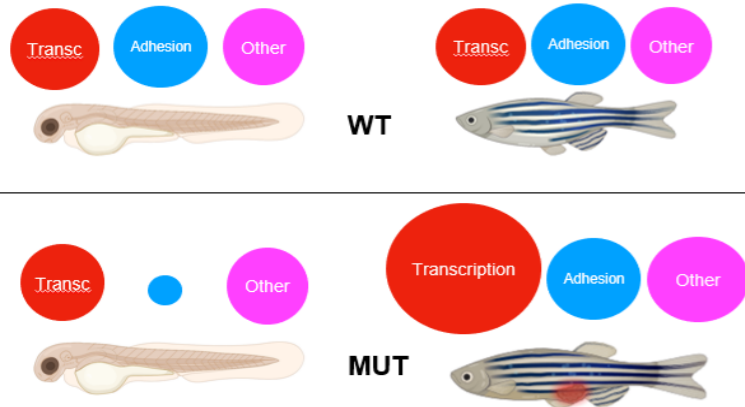 Transc Adhesion Other Transc Adhesion Other
WT
Transc Other Transcription Adhesion Other
MUT